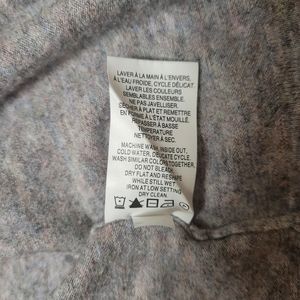 LAVER À LA MAIN À L'ENVERS,
À L'EAU FROIDE, CYCLE DÉLICAT
LAVER LES COULEURS
SEMBLABLES ENSEMBLE.
NE PAS JAVELLISER.
SÉCHER À PLAT ET REMETTRE
EN FORME À L'ÉTAT MOUILLÉ.
REPASSER À BASSE
TEMPÉRATURE
NETTOYER À SEC.
MACHINE WASH INSIDE OUT,
COLD WATER, DELICATE CYCLE
WASH SIMILAR COLORS TOGETHER,
DO NOT BLEACH.
DRY FLAT AND RESHAPE
WHILE STILL WET
IRON AT LOW SETTING
DRY CLEAN.